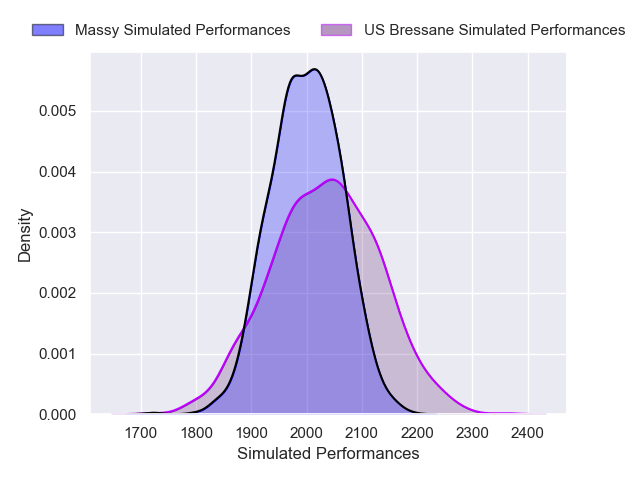 Massy Simulated Performances US Bressane Simulated Performances
0.005
0.004
0.003
0.002
0.001
0.000
Density
1700 1800 1900 2000 2100 2200 2300 2400
Simulated Performances